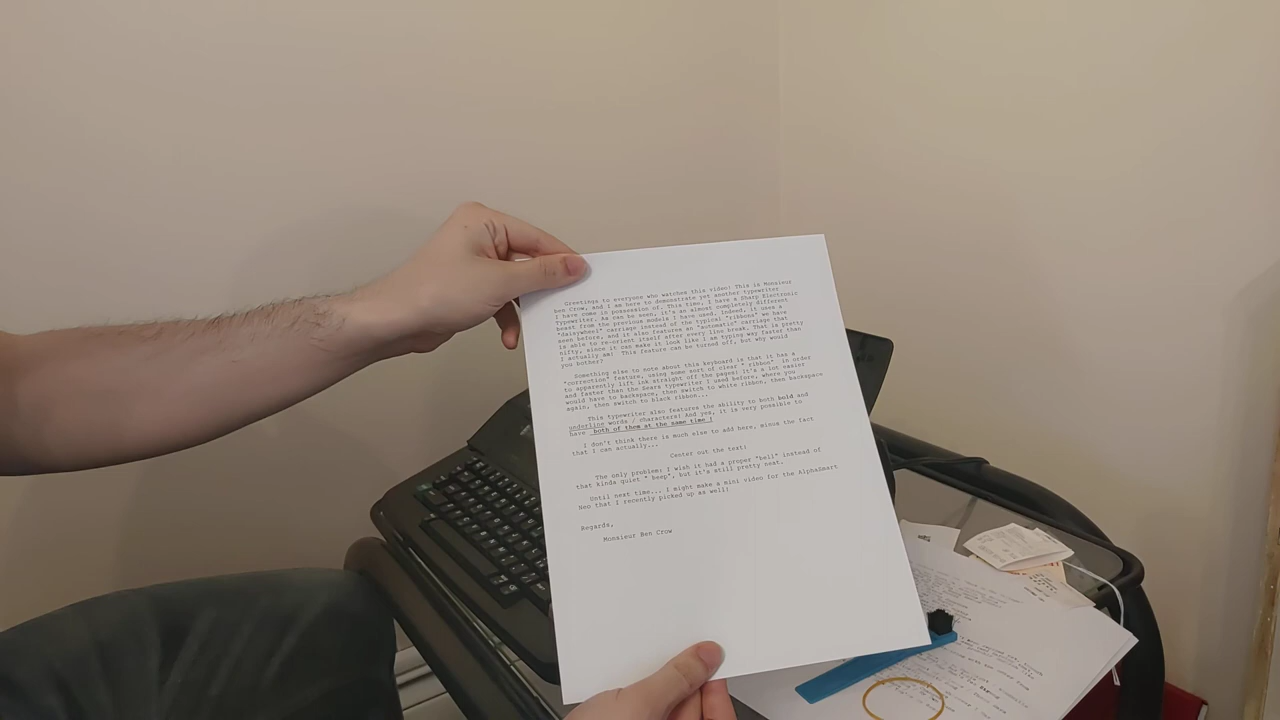 Greetings to everyone who watches this video! This is Monsieur
ben Crow, and I am here to demonstrate yet another typewriter
I have come in possession of. This time, I have a Sharp Electronic
Typewriter. As can be seen, it's an almost completely different
beast from the previous models I have used. Indeed, it uses a
"daisywheel" carriage instead of the typical "ribbons" we have
seen before, and it also features an "automatic" carriage that
is able to re-orient itself after every line break. That is pretty
nifty, since it can make it look like I am typing way faster than
I actually am! This feature can be turned off, but why would
you bother?
Something else to note about this keyboard is that it has a
"correction" feature, using some sort of clear " ribbon" in order
to apparently lift ink straight off the pages! It's a lot easier
and faster than the Sears typewriter I used before, where you
would have to backspace, then switch to white ribbon, then backspace
again, then switch to black ribbon...
This typewriter also features the ability to both bold and
underline words / characters! And yes, it is very possible to
have both of them at the same time !
I don't think there is much else to add here, minus the fact
that I can actually...
Center out the text!
The only problem: I wish it had a proper "bell" instead of
that kinda quiet " beep", but it's still pretty neat.
Until next time... I might make a mini video for the AlphaSmart
Neo that I recently picked up as well!
Regards,
Monsieur Ben Crow